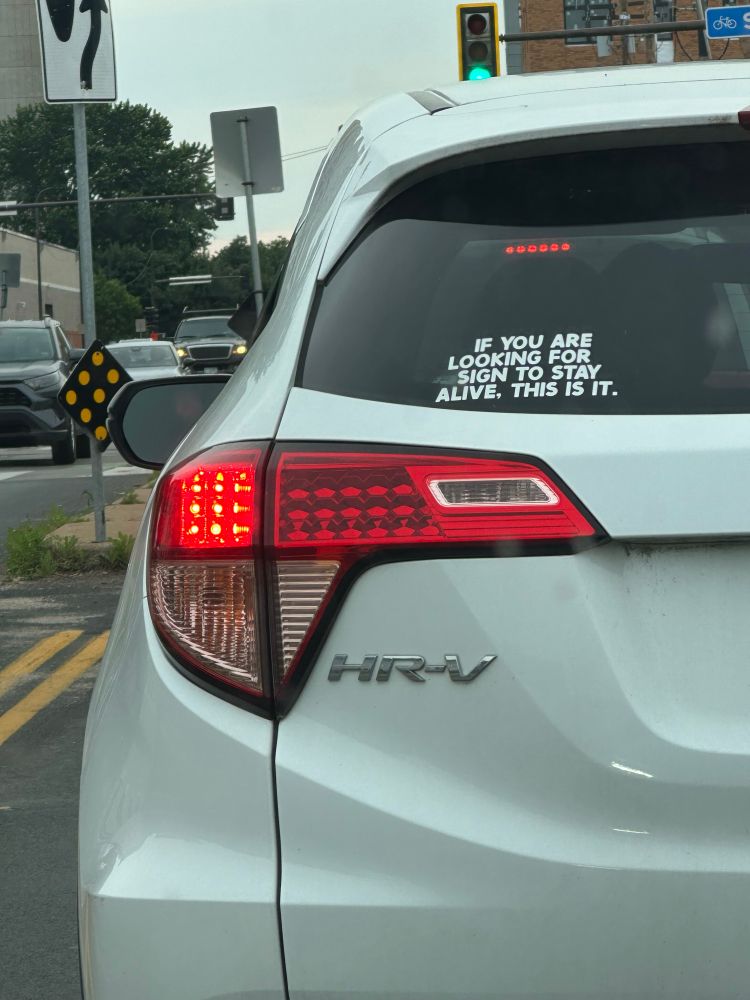 IF YOU ARE
LOOKING FOR
SIGN TO STAY
ALIVE, THIS IS IT.
HR-V